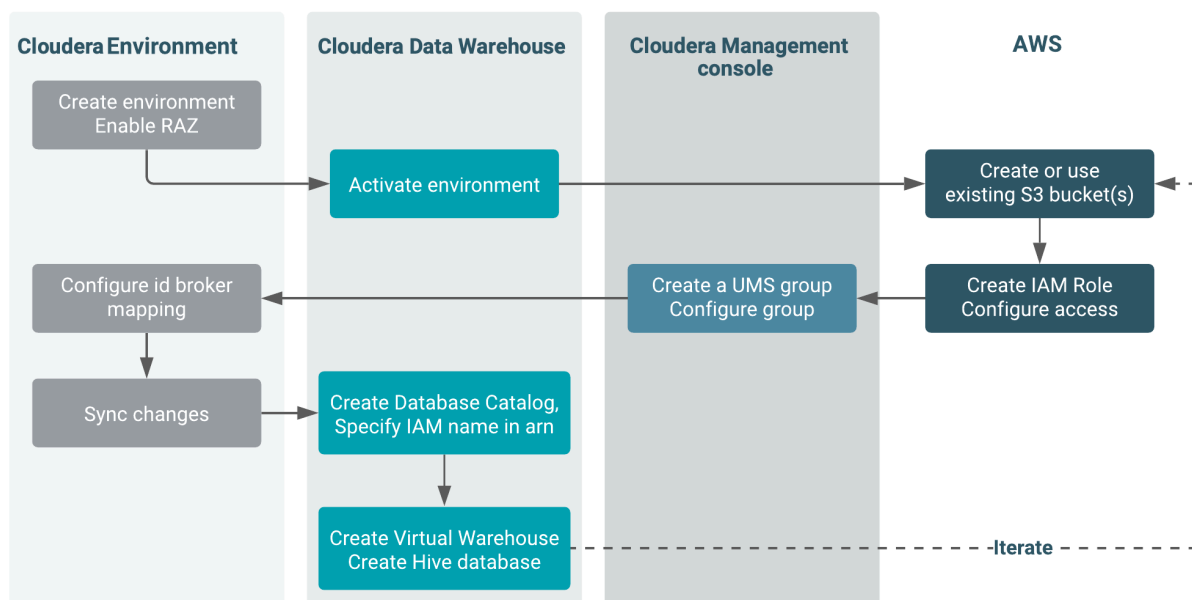 Cloudera Environment
Cloudera Data Warehouse
Cloudera Management
console
AWS
Create environment
Enable RAZ
Activate environment
Create or use
existing S3 bucket(s)
Configure id broker
mapping
Create a UMS group
Configure group
Create IAM Role
Configure access
Sync changes
Create Database Catalog,
Specify IAM name in arn
Create Virtual Warehouse
Create Hive database
Iterate